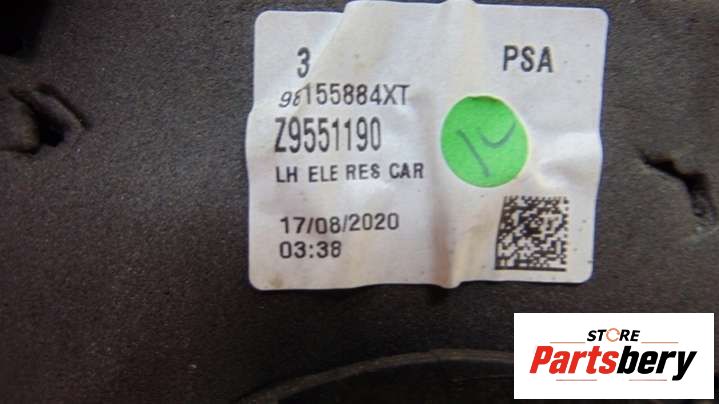 3 PSA
98155884XT
Z9551190
LH ELE RES CAR
17/08/2020
03:38
STORE
Partsbery